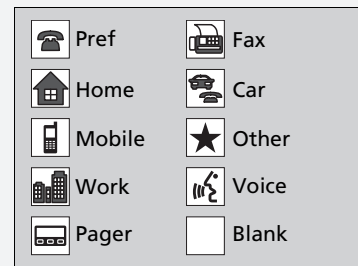 Pref
Fax
Home
Car
Mobile
Other
Work
Voice
Pager
Blank